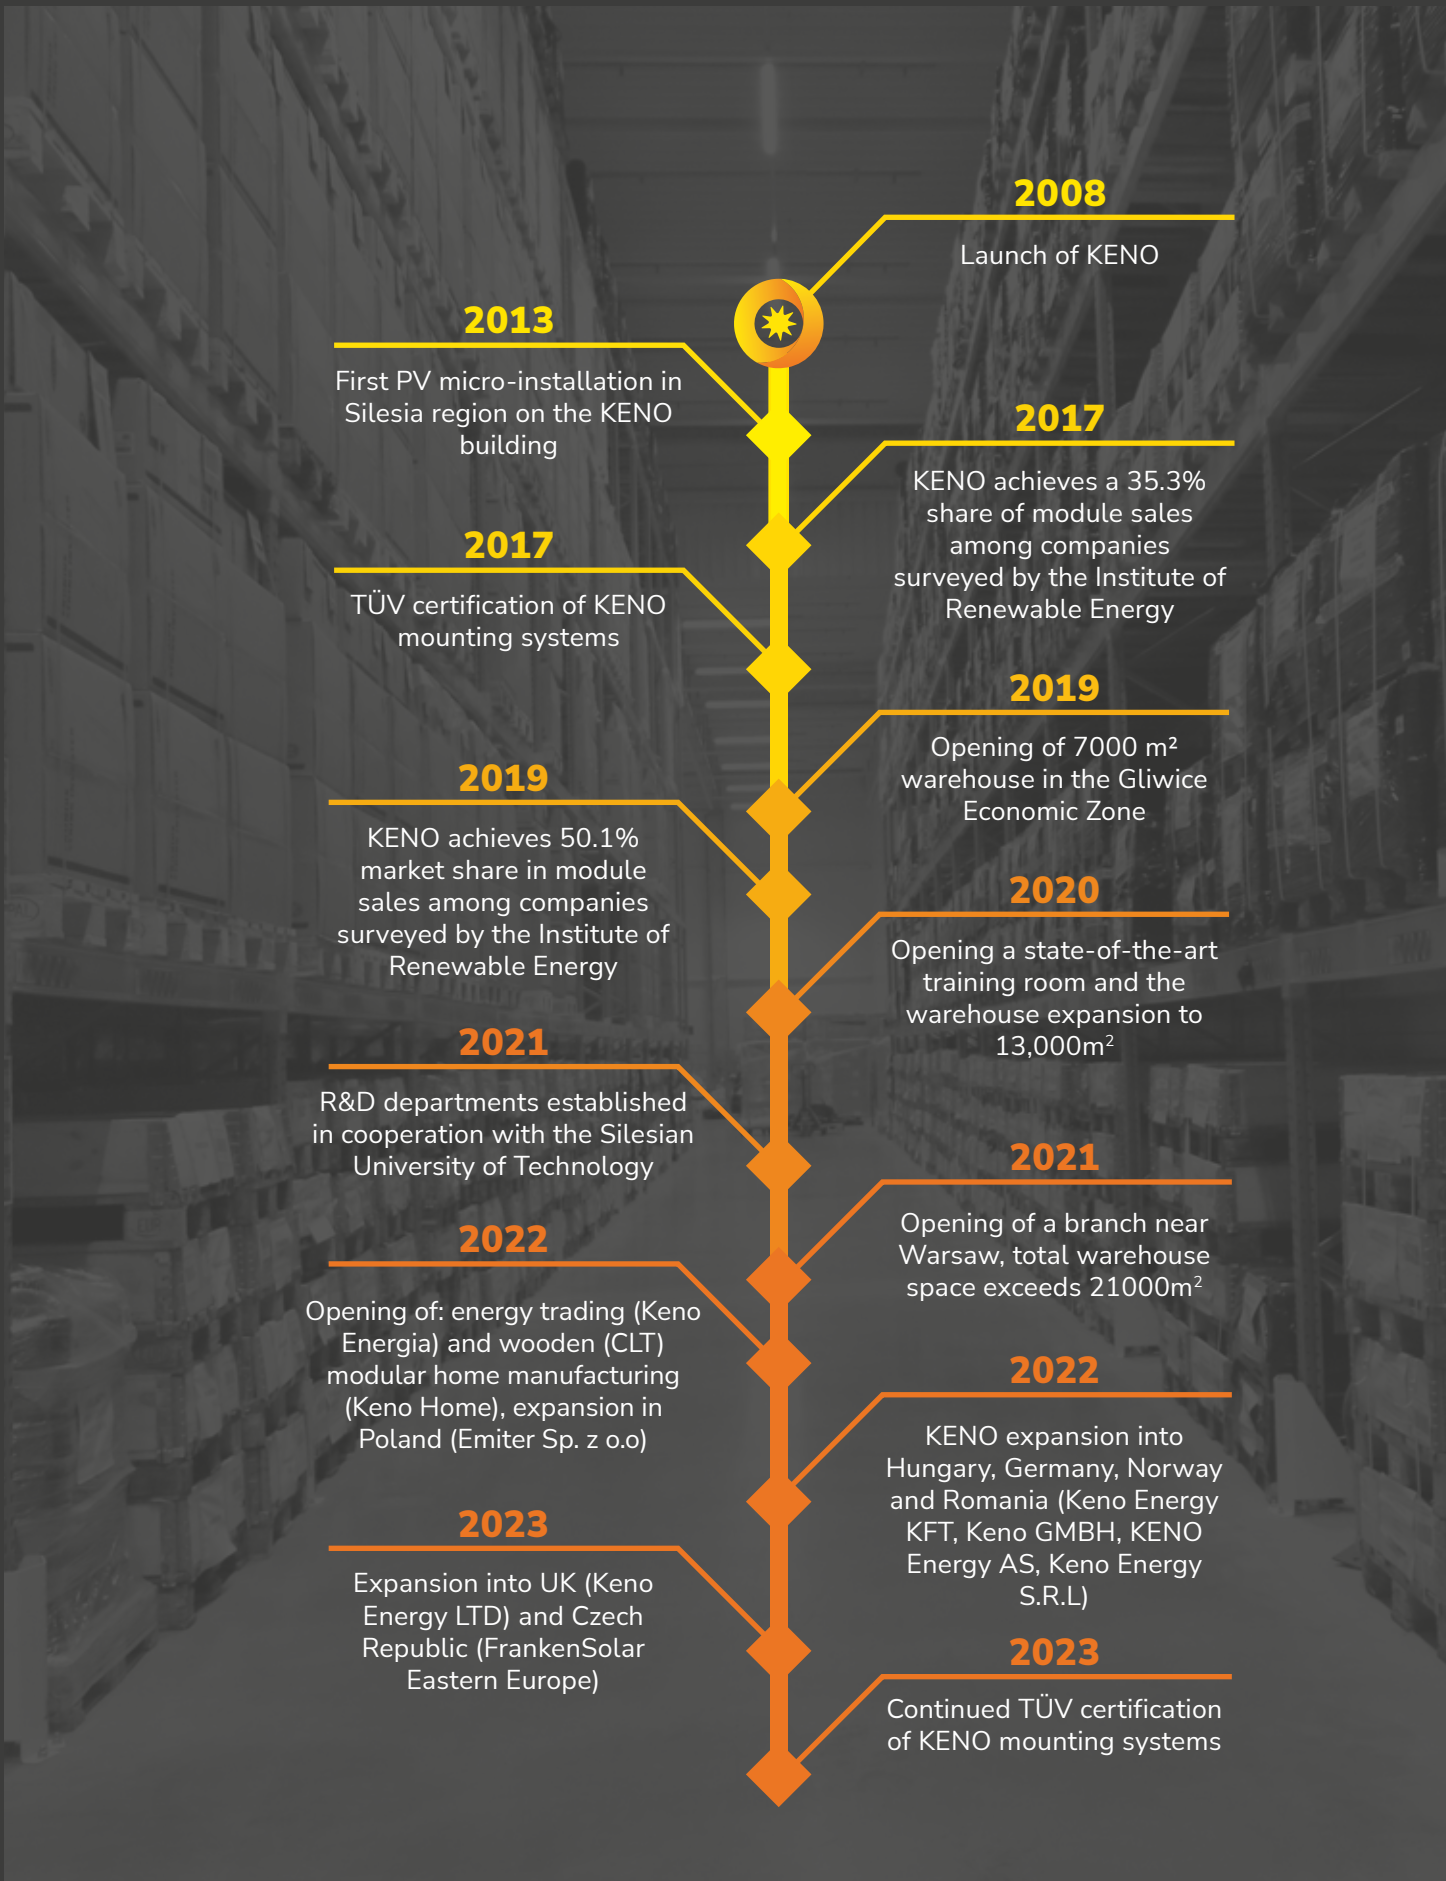 2008
Launch of KENO
2013
First PV micro-installation in
Silesia region on the KENO
building
2017
KENO achieves a 35.3%
share of module sales
among companies
surveyed by the Institute of
Renewable Energy
2017
TÜV certification of KENO
mounting systems
2019
Opening of 7000 m²
warehouse in the Gliwice
Economic Zone
2019
KENO achieves 50.1%
market share in module
sales among companies
surveyed by the Institute of
Renewable Energy
2020
Opening a state-of-the-art
training room and the
warehouse expansion to
13,000m²
2021
R&D departments established
in cooperation with the Silesian
University of Technology
2021
Opening of a branch near
Warsaw, total warehouse
space exceeds 21000m²
2022
Opening of: energy trading (Keno
Energia) and wooden (CLT)
modular home manufacturing
(Keno Home), expansion in
Poland (Emiter Sp. z o.o)
2022
KENO expansion into
Hungary, Germany, Norway
and Romania (Keno Energy
KFT, Keno GMBH, KENO
Energy AS, Keno Energy
S.R.L)
2023
Expansion into UK (Keno
Energy LTD) and Czech
Republic (FrankenSolar
Eastern Europe)
2023
Continued TÜV certification
of KENO mounting systems